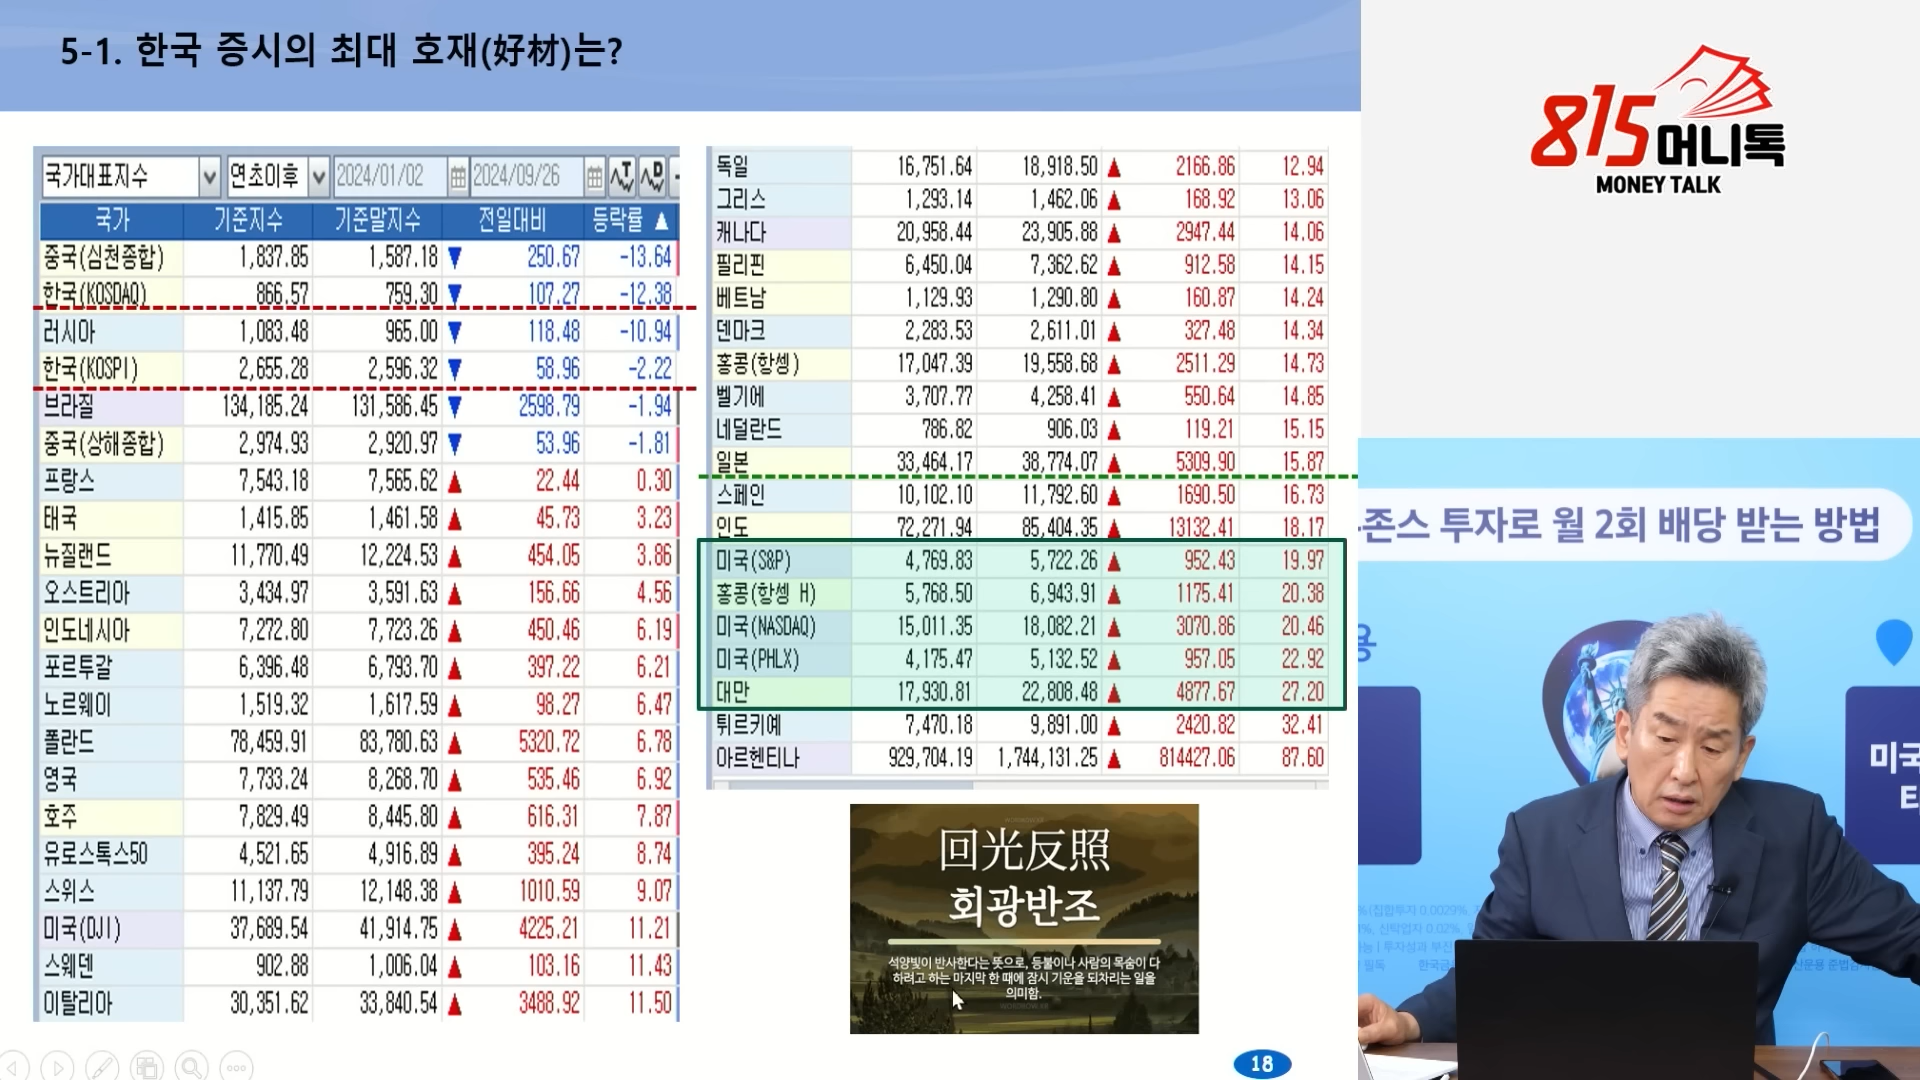 5-1. 한국 증시의 최대 호재(好材)는?
국가대표지수 연초이후 2024/01/02 2024/09/26
국가 기준지수 기준말지수 전일대비 등락률 ▲
중국(심천종합) 1,837.85 1,587.18 ▼ 250.67 -13.64
한국(KOSDAQ) 866.57 759.30 ▼ 107.27 -12.38
러시아 1,083.48 965.00 ▼ 118.48 -10.94
한국(KOSPI) 2,655.28 2,596.32 ▼ 58.96 -2.22
브라질 134,185.24 131,586.45 ▼ 2598.79 -1.94
중국(상해종합) 2,974.93 2,920.97 ▼ 53.96 -1.81
프랑스 7,543.18 7,565.62 ▲ 22.44 0.30
태국 1,415.85 1,461.58 ▲ 45.73 3.23
뉴질랜드 11,770.49 12,224.53 ▲ 454.05 3.86
오스트리아 3,434.97 3,591.63 ▲ 156.66 4.56
인도네시아 7,272.80 7,723.26 ▲ 450.46 6.19
포르투갈 6,396.48 6,793.70 ▲ 397.22 6.21
노르웨이 1,519.32 1,617.59 ▲ 98.27 6.47
폴란드 78,459.91 83,780.63 ▲ 5320.72 6.78
영국 7,733.24 8,268.70 ▲ 535.46 6.92
호주 7,829.49 8,445.80 ▲ 616.31 7.87
유로스톡스50 4,521.65 4,916.89 ▲ 395.24 8.74
스위스 11,137.79 12,148.38 ▲ 1010.59 9.07
미국(DJI) 37,689.54 41,914.75 ▲ 4225.21 11.21
스웨덴 902.88 1,006.04 ▲ 103.16 11.43
이탈리아 30,351.62 33,840.54 ▲ 3488.92 11.50
독일 16,751.64 18,918.50 ▲ 2166.86 12.94
그리스 1,293.14 1,462.06 ▲ 168.92 13.06
캐나다 20,958.44 23,905.88 ▲ 2947.44 14.06
필리핀 6,450.04 7,362.62 ▲ 912.58 14.15
베트남 1,129.93 1,290.80 ▲ 160.87 14.24
덴마크 2,283.53 2,611.01 ▲ 327.48 14.34
홍콩(항셍) 17,047.39 19,558.68 ▲ 2511.29 14.73
벨기에 3,707.77 4,258.41 ▲ 550.64 14.85
네덜란드 786.82 906.03 ▲ 119.21 15.15
일본 33,464.17 38,774.07 ▲ 5309.90 15.87
스페인 10,102.10 11,792.60 ▲ 1690.50 16.73
인도 72,271.94 85,404.35 ▲ 13132.41 18.17
미국(S&P) 4,769.83 5,722.26 ▲ 952.43 19.97
홍콩(항셍 H) 5,768.50 6,943.91 ▲ 1175.41 20.38
미국(NASDAQ) 15,011.35 18,082.21 ▲ 3070.86 20.46
미국(PHLX) 4,175.47 5,132.52 ▲ 957.05 22.92
대만 17,930.81 22,808.48 ▲ 4877.67 27.20
튀르키예 7,470.18 9,891.00 ▲ 2420.82 32.41
아르헨티나 929,704.19 1,744,131.25 ▲ 814427.06 87.60
回光反照
회광반조
석양빛이 반사한다는 뜻으로, 등불이나 사람의 목숨이 다
하려고 하는 마지막 한 때에 잠시 기운을 되차리는 일을
의미함.
18
815머니톡
MONEY TALK
존스 투자로 월 2회 배당 받는 방법
용
미국